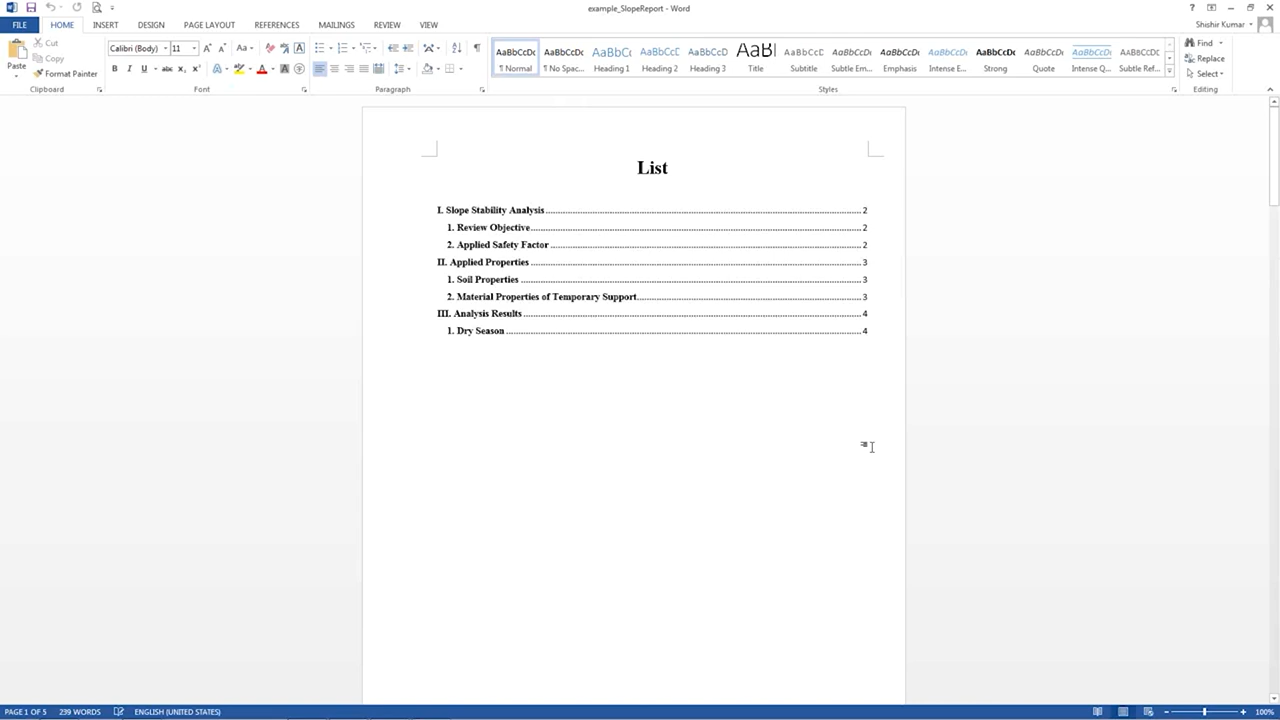 example_SlopeReport - Word
FILE HOME INSERT DESIGN PAGE LAYOUT REFERENCES MAILINGS REVIEW VIEW
Shishir Kumar
Paste
Cut
Copy
Format Painter
Clipboard
Calibri (Body) 11
Font
Paragraph
AaBbCcDc AaBbCcDc AaBbC AaBbCcC AaBbCcD AaB AaBbCcD AaBbCcDc AaBbCcDc AaBbCcDc AaBbCcDc AaBbCcDc AaBbCcDc AaBbCcDc
¶ Normal ¶ No Spac... Heading 1 Heading 2 Heading 3 Title Subtitle Subtle Em... Emphasis Intense E... Strong Quote Intense Q... Subtle Ref...
Styles
Find
Replace
Select
Editing
List
I. Slope Stability Analysis 2
1. Review Objective 2
2. Applied Safety Factor 2
II. Applied Properties 3
1. Soil Properties 3
2. Material Properties of Temporary Support 3
III. Analysis Results 4
1. Dry Season 4
PAGE 1 OF 5 239 WORDS ENGLISH (UNITED STATES) 100%